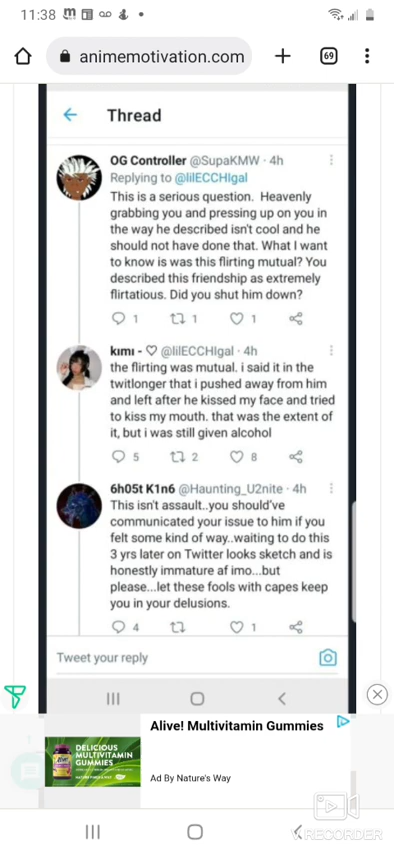 11:38
animemotivation.com
69
Thread
OG Controller @SupaKMW · 4h
Replying to @lilECCHIgal
This is a serious question. Heavenly
grabbing you and pressing up on you in
the way he described isn't cool and he
should not have done that. What I want
to know is was this flirting mutual? You
described this friendship as extremely
flirtatious. Did you shut him down?
1 1 1
kımı - ♡ @lilECCHIgal · 4h
the flirting was mutual. i said it in the
twitlonger that i pushed away from him
and left after he kissed my face and tried
to kiss my mouth. that was the extent of
it, but i was still given alcohol
5 2 8
6h05t K1n6 @Haunting_U2nite · 4h
This isn't assault..you should've
communicated your issue to him if you
felt some kind of way..waiting to do this
3 yrs later on Twitter looks sketch and is
honestly immature af imo...but
please...let these fools with capes keep
you in your delusions.
4 1
Tweet your reply
Alive! Multivitamin Gummies
DELICIOUS
MULTIVITAMIN
GUMMIES
Ad By Nature's Way
RECORDER